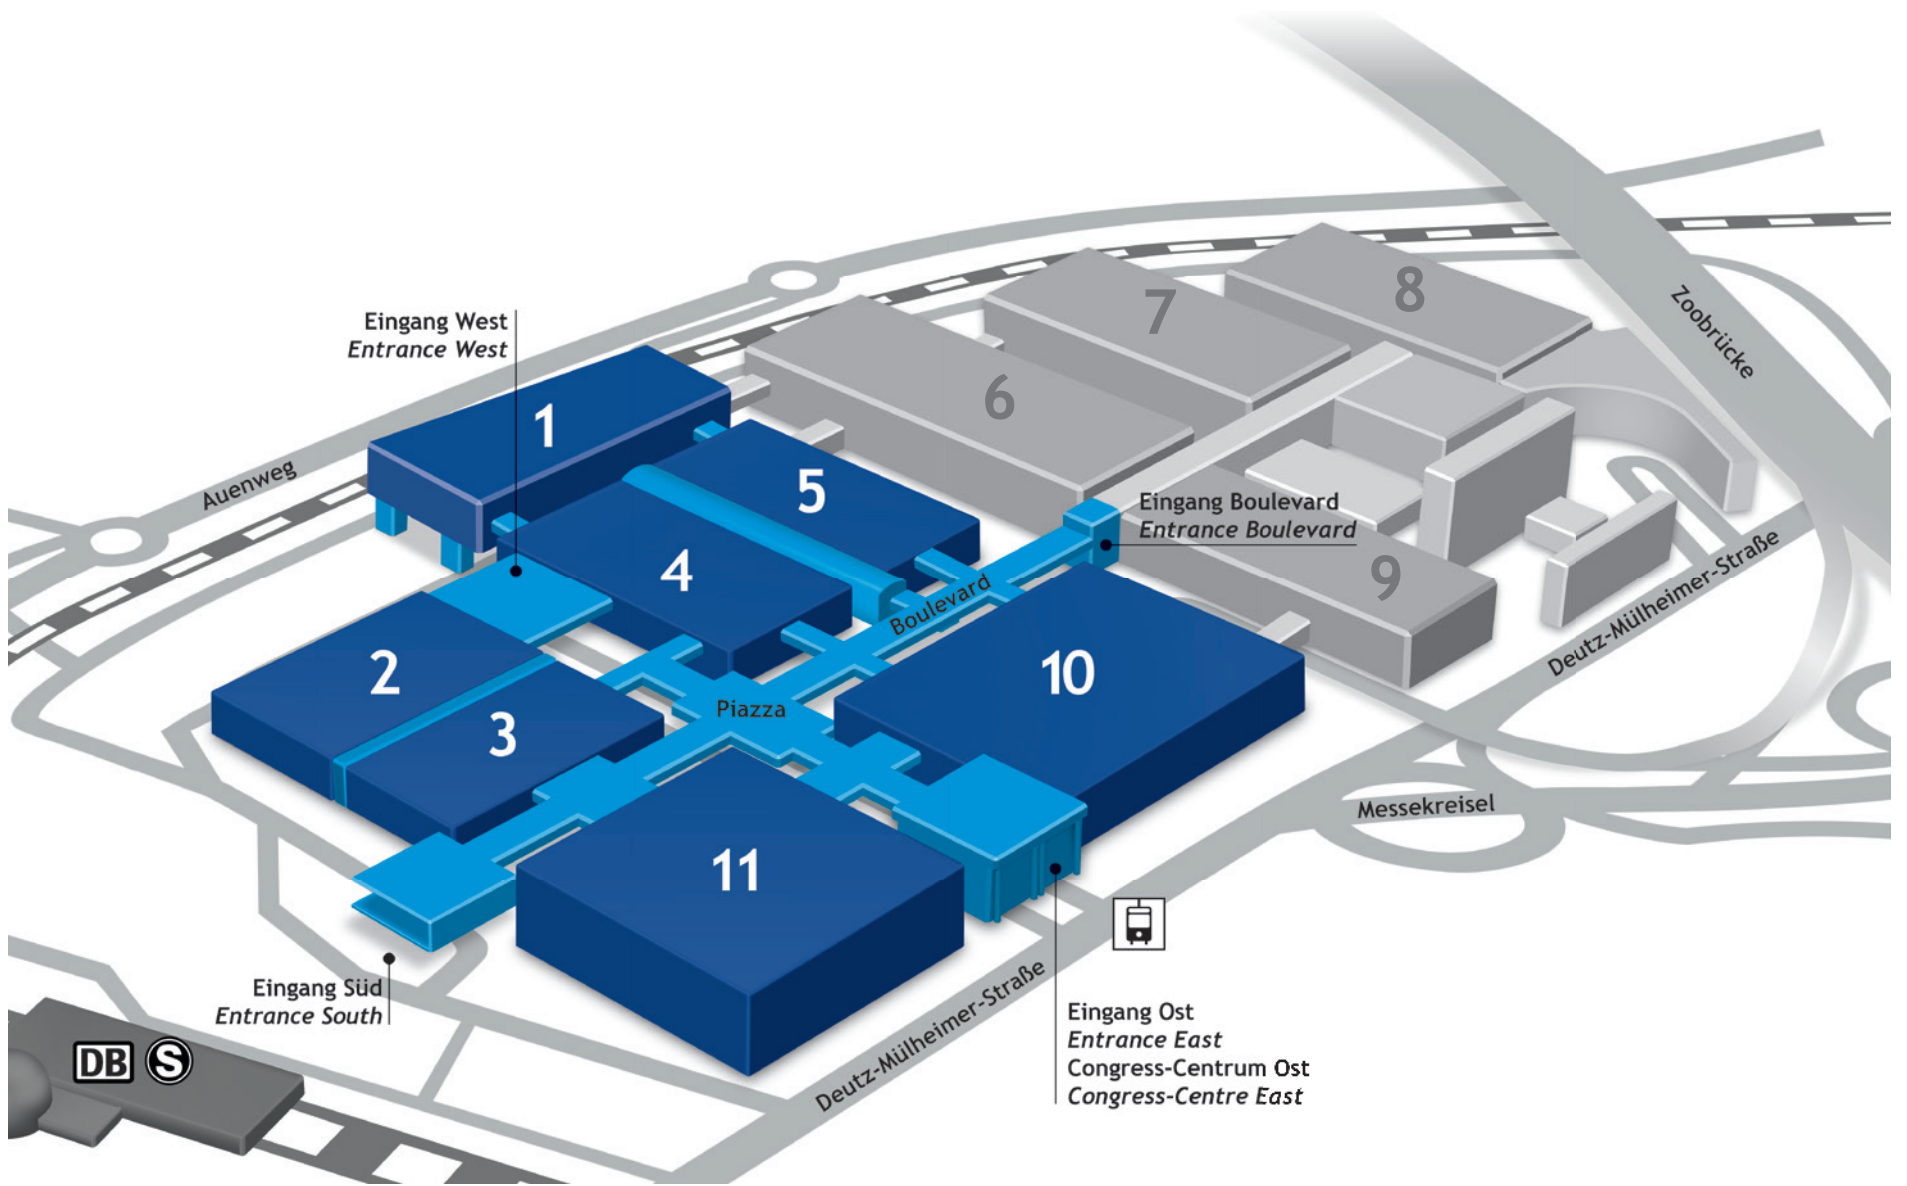 8
7
Zoobrücke
Eingang West
Entrance West
6
1
Auenweg
5
Eingang Boulevard
Entrance Boulevard
4
9
Boulevard
Deutz-Mülheimer-Straße
2
10
3
Piazza
Messekreisel
11
Eingang Süd
Entrance South
Deutz-Mülheimer-Straße
Eingang Ost
Entrance East
Congress-Centrum Ost
Congress-Centre East
DB S